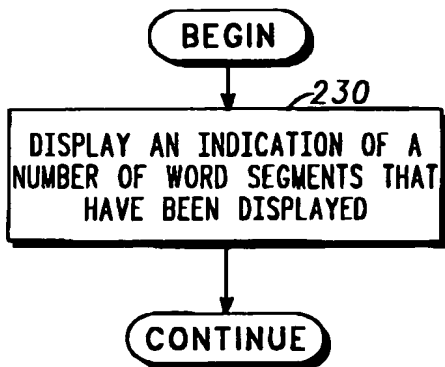 BEGIN
230
DISPLAY AN INDICATION OF A
NUMBER OF WORD SEGMENTS THAT
HAVE BEEN DISPLAYED
CONTINUE